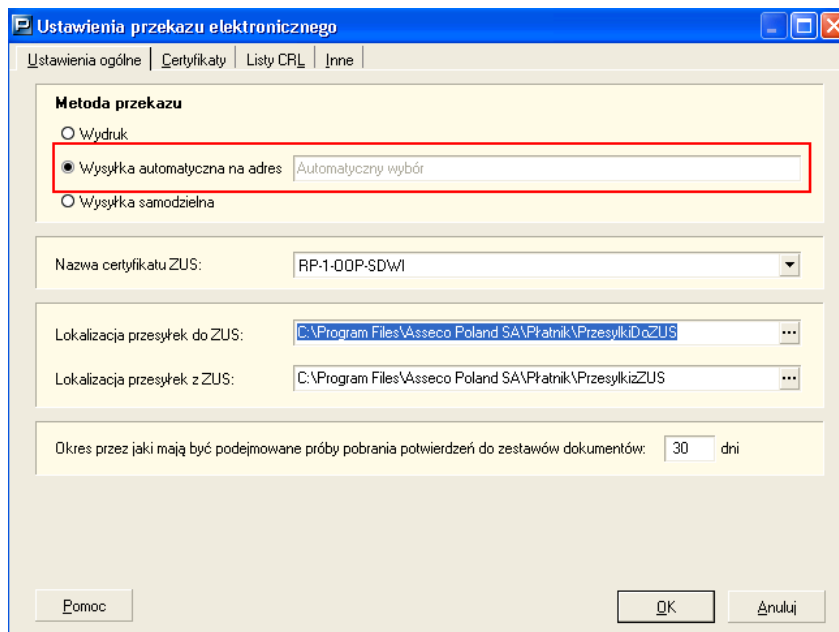 Ustawienia przekazu elektronicznego
Ustawienia ogólne Certyfikaty Listy CRL Inne
Metoda przekazu
Wydruk
Wysyłka automatyczna na adres Automatyczny wybór
Wysyłka samodzielna
Nazwa certyfikatu ZUS: RP-1-OOP-SDWI
Lokalizacja przesyłek do ZUS: C:\Program Files\Asseco Poland SA\Płatnik\PrzesylkiDoZUS ...
Lokalizacja przesyłek z ZUS: C:\Program Files\Asseco Poland SA\Płatnik\PrzesylkizZUS ...
Okres przez jaki mają być podejmowane próby pobrania potwierdzeń do zestawów dokumentów: 30 dni
Pomoc OK Anuluj